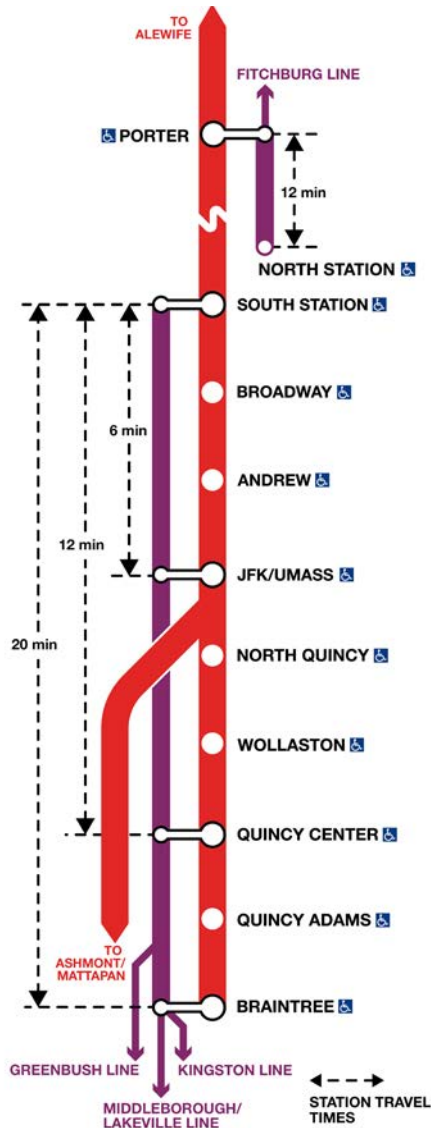 TO
ALEWIFE
FITCHBURG LINE
PORTER
12 min
NORTH STATION
SOUTH STATION
BROADWAY
6 min
ANDREW
12 min
JFK/UMASS
20 min
NORTH QUINCY
WOLLASTON
QUINCY CENTER
QUINCY ADAMS
TO
ASHMONT/
MATTAPAN
BRAINTREE
GREENBUSH LINE
KINGSTON LINE
MIDDLEBOROUGH/
LAKEVILLE LINE
STATION TRAVEL
TIMES